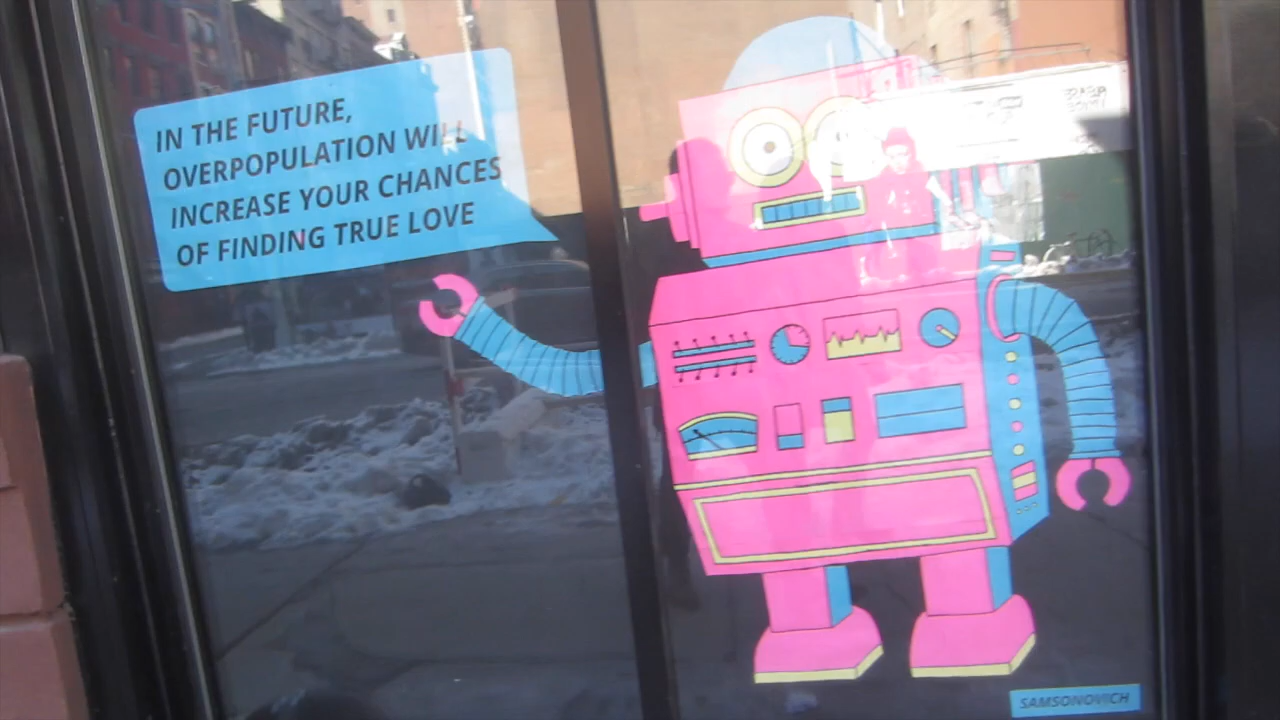 IN THE FUTURE,
OVERPOPULATION WILL
INCREASE YOUR CHANCES
OF FINDING TRUE LOVE
SAMSONOVICH